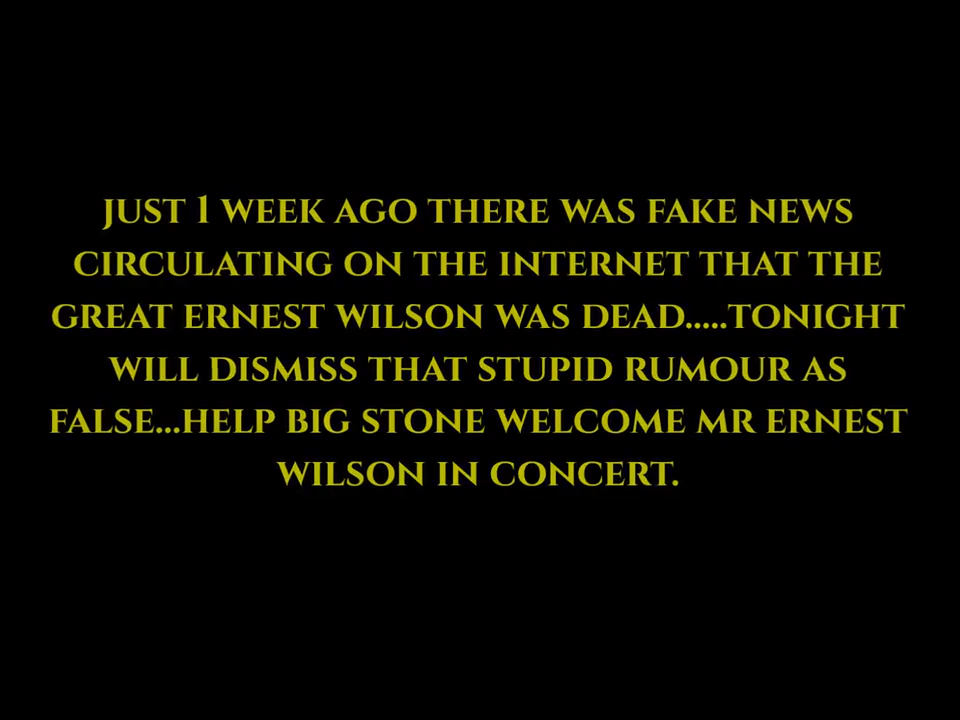 JUST 1 WEEK AGO THERE WAS FAKE NEWS
CIRCULATING ON THE INTERNET THAT THE
GREAT ERNEST WILSON WAS DEAD.....TONIGHT
WILL DISMISS THAT STUPID RUMOUR AS
FALSE...HELP BIG STONE WELCOME MR ERNEST
WILSON IN CONCERT.